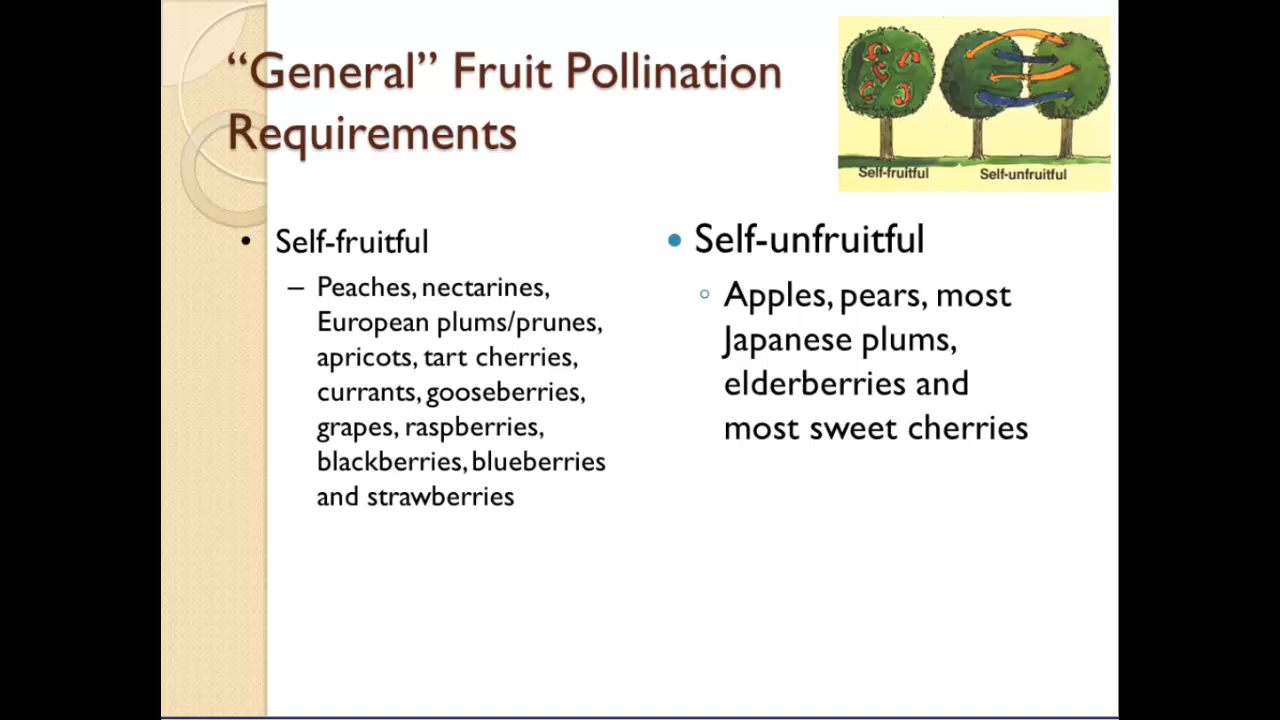 “General” Fruit Pollination
Requirements
Self-fruitful
Self-unfruitful
• Self-fruitful
– Peaches, nectarines,
European plums/prunes,
apricots, tart cherries,
currants, gooseberries,
grapes, raspberries,
blackberries, blueberries
and strawberries
• Self-unfruitful
◦ Apples, pears, most
Japanese plums,
elderberries and
most sweet cherries